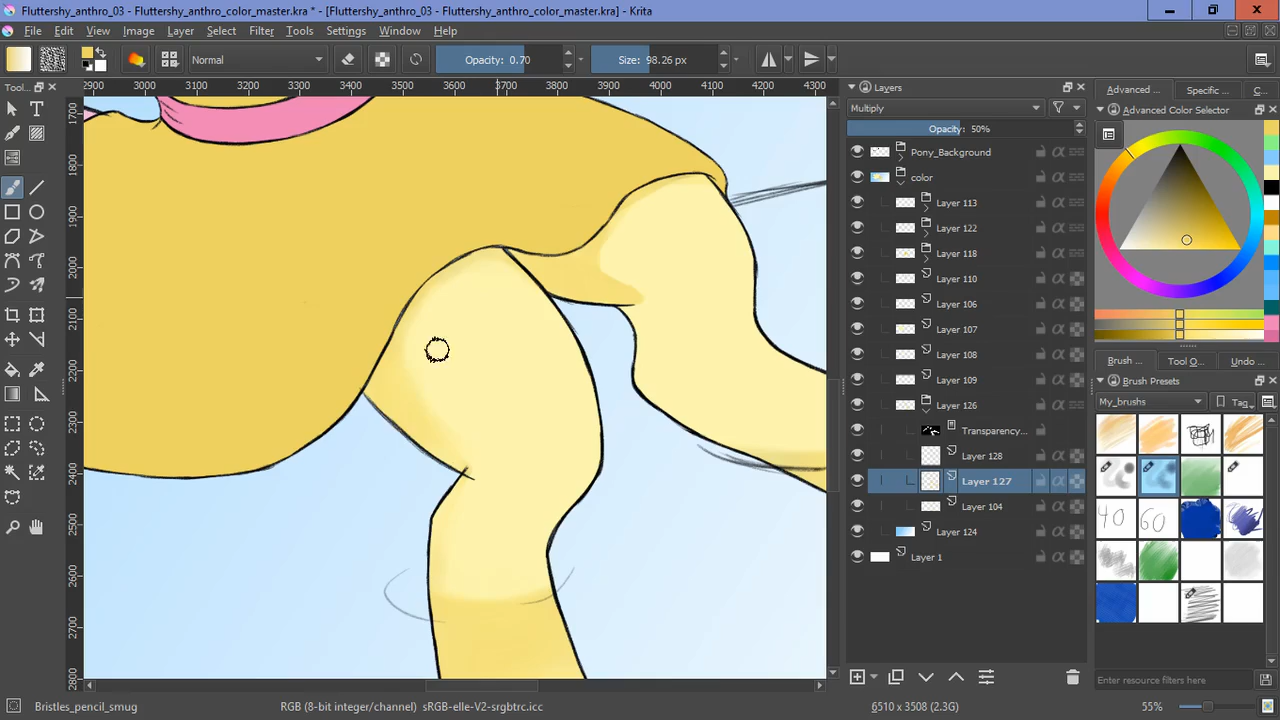 Fluttershy_anthro_03 - Fluttershy_anthro_color_master.kra * - [Fluttershy_anthro_03 - Fluttershy_anthro_color_master.kra] - Krita
File Edit View Image Layer Select Filter Tools Settings Window Help
Normal Opacity: 0.70 Size: 98.26 px
Tool...
2900 3000 3100 3200 3300 3400 3500 3600 3700 3800 3900 4000 4100 4200 4300
1700
1800
1900
2000
2100
2200
2300
2400
2500
2600
2700
2800
Layers
Multiply
Opacity: 50%
Pony_Background
color
Layer 113
Layer 122
Layer 118
Layer 110
Layer 106
Layer 107
Layer 108
Layer 109
Layer 126
Transparency...
Layer 128
Layer 127
Layer 104
Layer 124
Layer 1
Advanced ... Specific ... C...
Advanced Color Selector
Brush ... Tool O... Undo ...
Brush Presets
My_brushs Tag
40 60
Enter resource filters here
Bristles_pencil_smug RGB (8-bit integer/channel) sRGB-elle-V2-srgbtrc.icc 6510 x 3508 (2.3G) 55%